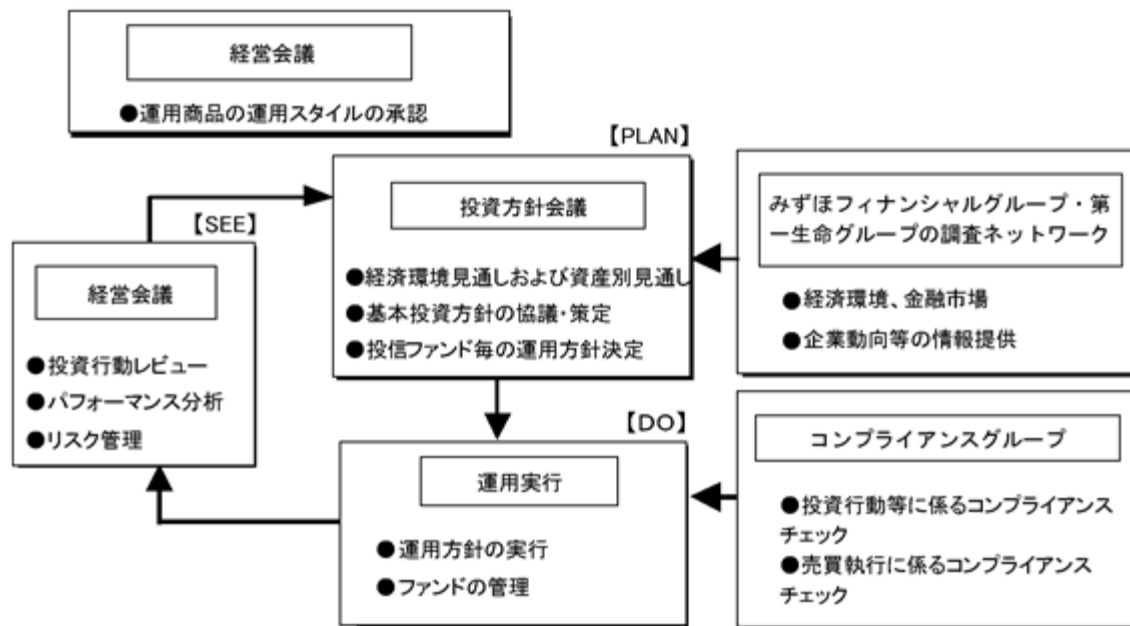 経営会議
●運用商品の運用スタイルの承認
【PLAN】
投資方針会議
●経済環境見通しおよび資産別見通し
●基本投資方針の協議・策定
●投信ファンド毎の運用方針決定
みずほフィナンシャルグループ・第
一生命グループの調査ネットワーク
●経済環境、金融市場
●企業動向等の情報提供
【SEE】
経営会議
●投資行動レビュー
●パフォーマンス分析
●リスク管理
【DO】
運用実行
●運用方針の実行
●ファンドの管理
コンプライアンスグループ
●投資行動等に係るコンプライアンス
チェック
●売買執行に係るコンプライアンス
チェック